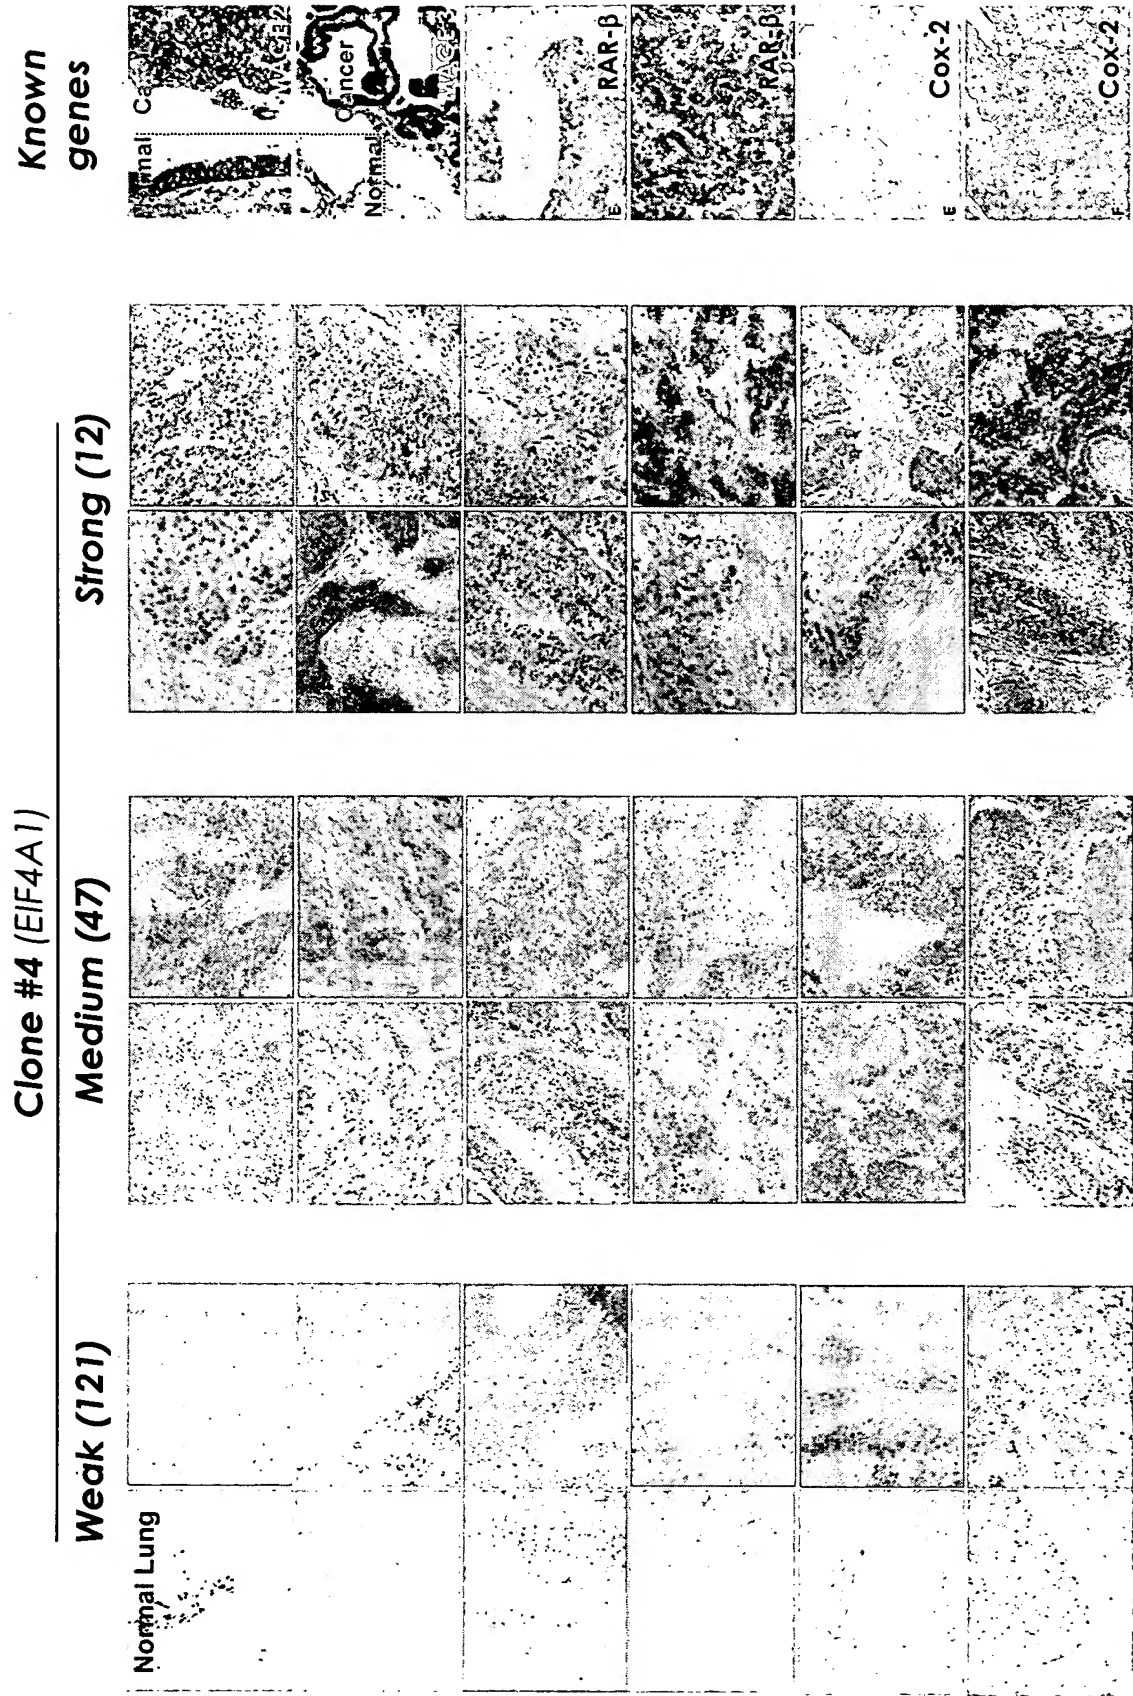 Clone #4 (EIF4A1)
Weak (121)
Medium (47)
Strong (12)
Known
genes
Normal Lung
Ca
Normal
Cancer
E
RAR-β
RAR-β
E
Cox-2
F
Cox-2